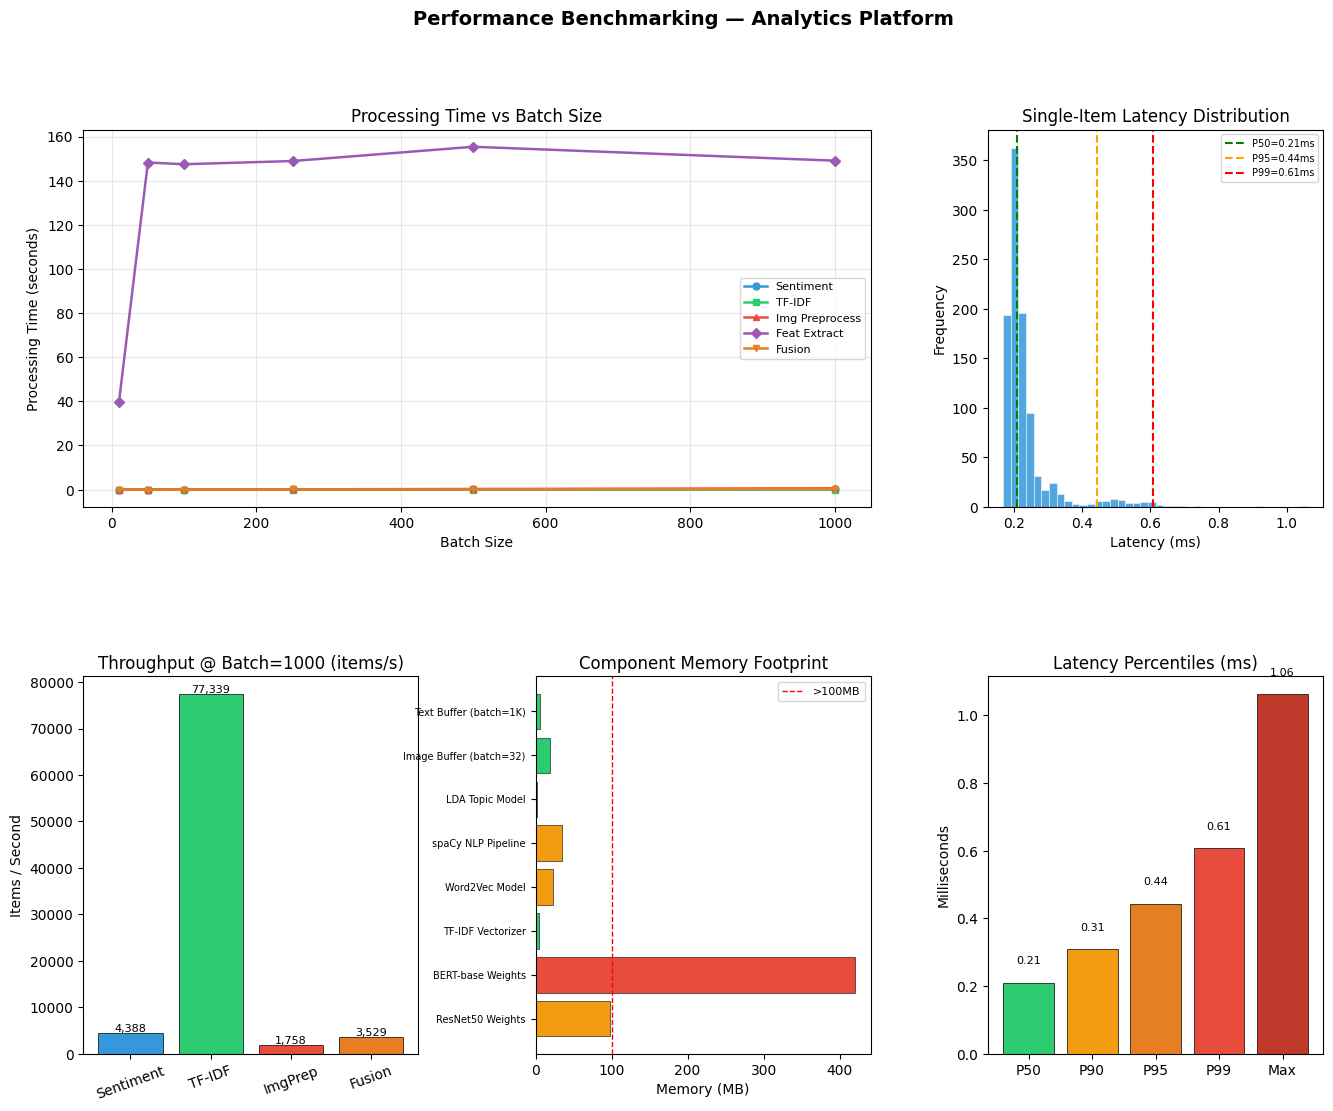 Performance Benchmarking — Analytics Platform
Processing Time vs Batch Size
Processing Time (seconds)
160
140
120
100
80
60
40
20
0
0 200 400 600 800 1000
Batch Size
Sentiment
TF-IDF
Img Preprocess
Feat Extract
Fusion
Single-Item Latency Distribution
Frequency
350
300
250
200
150
100
50
0
0.2 0.4 0.6 0.8 1.0
Latency (ms)
P50=0.21ms
P95=0.44ms
P99=0.61ms
Throughput @ Batch=1000 (items/s)
Items / Second
80000
70000
60000
50000
40000
30000
20000
10000
0
4,388
77,339
1,758
3,529
Sentiment TF-IDF ImgPrep Fusion
Component Memory Footprint
>100MB
Text Buffer (batch=1K)
Image Buffer (batch=32)
LDA Topic Model
spaCy NLP Pipeline
Word2Vec Model
TF-IDF Vectorizer
BERT-base Weights
ResNet50 Weights
0 100 200 300 400
Memory (MB)
Latency Percentiles (ms)
Milliseconds
1.0
0.8
0.6
0.4
0.2
0.0
0.21
0.31
0.44
0.61
1.06
P50 P90 P95 P99 Max